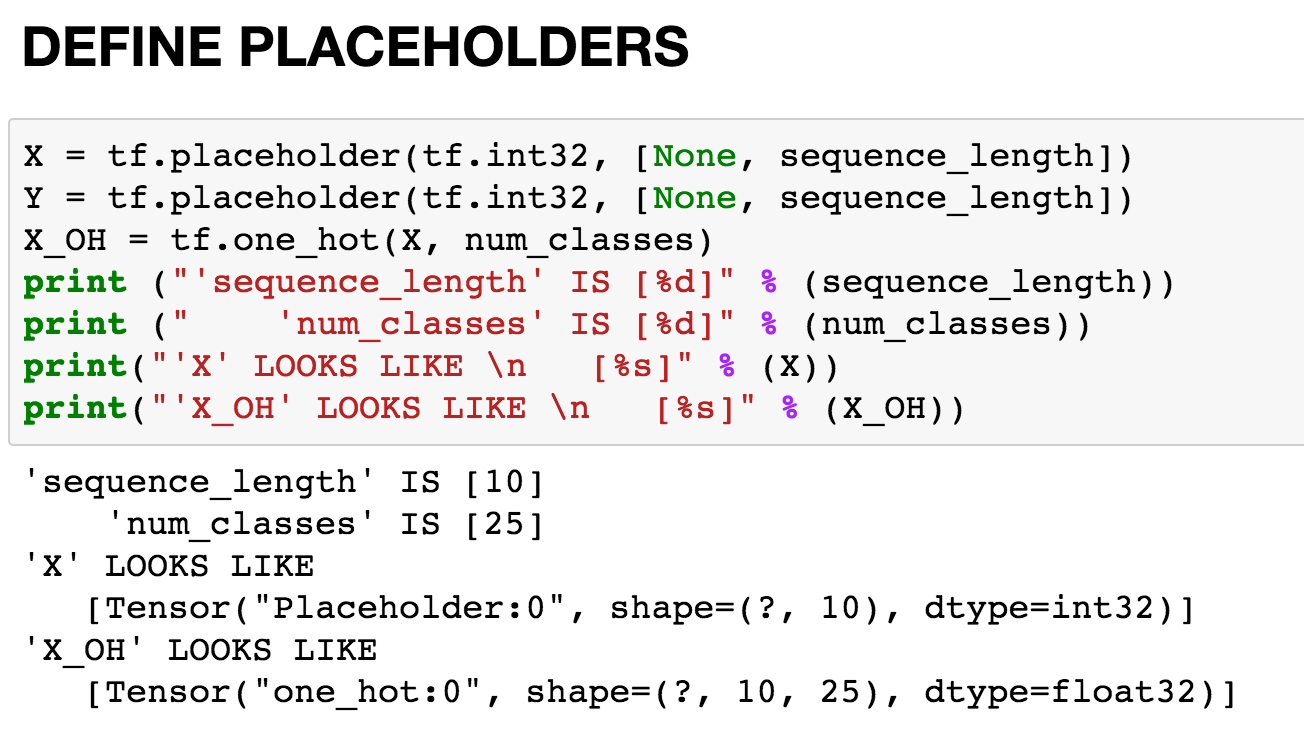 DEFINE PLACEHOLDERS
X = tf.placeholder(tf.int32, [None, sequence_length])
Y = tf.placeholder(tf.int32, [None, sequence_length])
X_OH = tf.one_hot(X, num_classes)
print ("'sequence_length' IS [%d]" % (sequence_length))
print ("    'num_classes' IS [%d]" % (num_classes))
print("'X' LOOKS LIKE \n   [%s]" % (X))
print("'X_OH' LOOKS LIKE \n   [%s]" % (X_OH))
'sequence_length' IS [10]
    'num_classes' IS [25]
'X' LOOKS LIKE
   [Tensor("Placeholder:0", shape=(?, 10), dtype=int32)]
'X_OH' LOOKS LIKE
   [Tensor("one_hot:0", shape=(?, 10, 25), dtype=float32)]